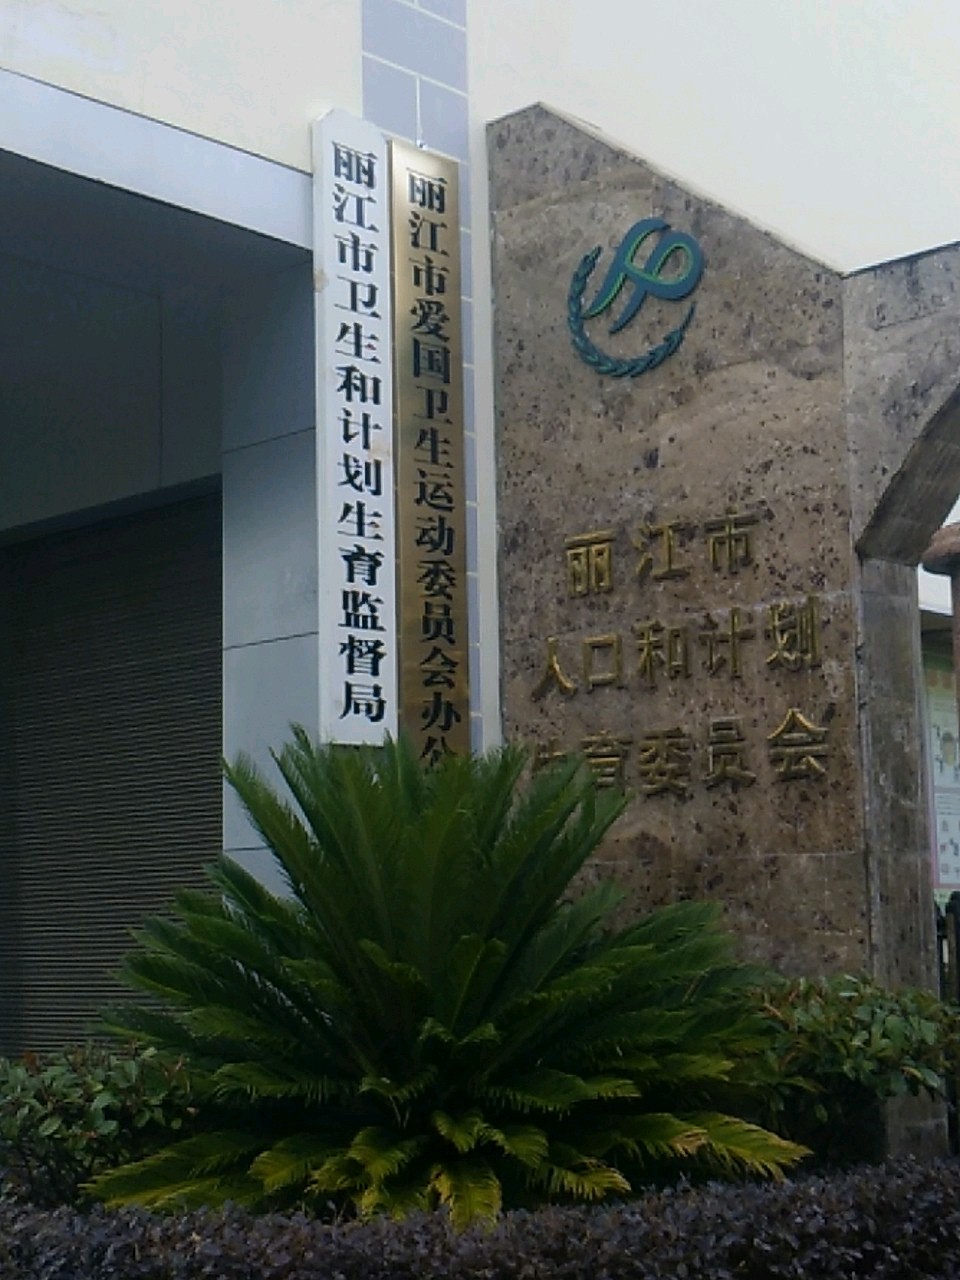 丽江市卫生和计划生育监督局
丽江市爱国卫生运动委员会办公
丽江市
人口和计划
生育委员会